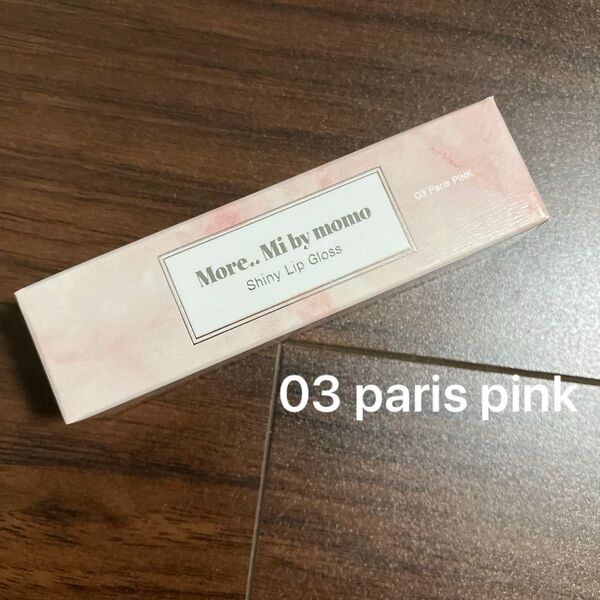 03 Paris PINK
More.. Mi by momo
Shiny Lip Gloss
03 paris pink